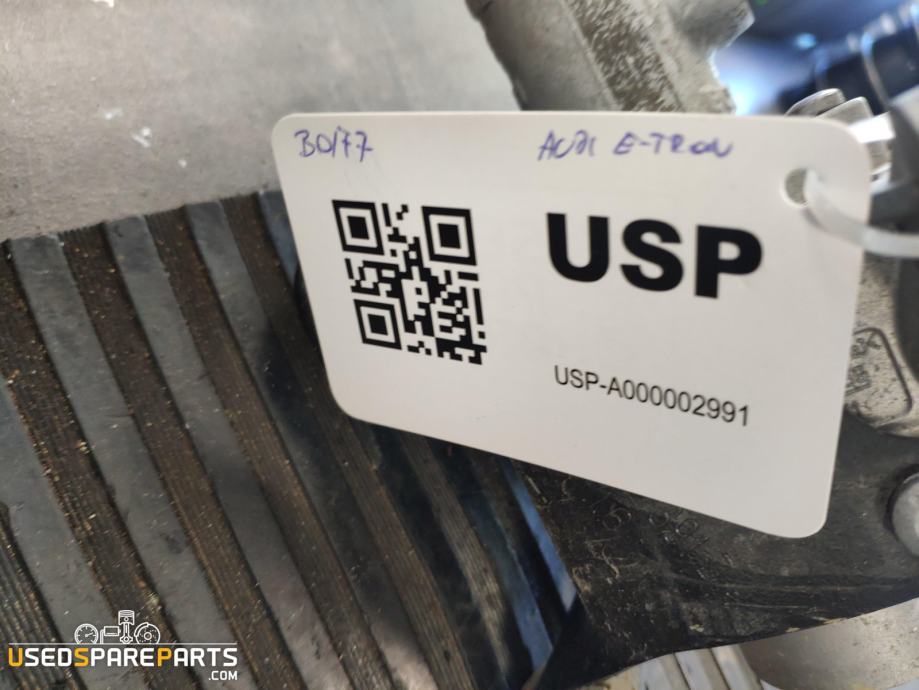 30177 AUDI E-TRON
USP
USP-A000002991
USEDSPAREPARTS
.COM